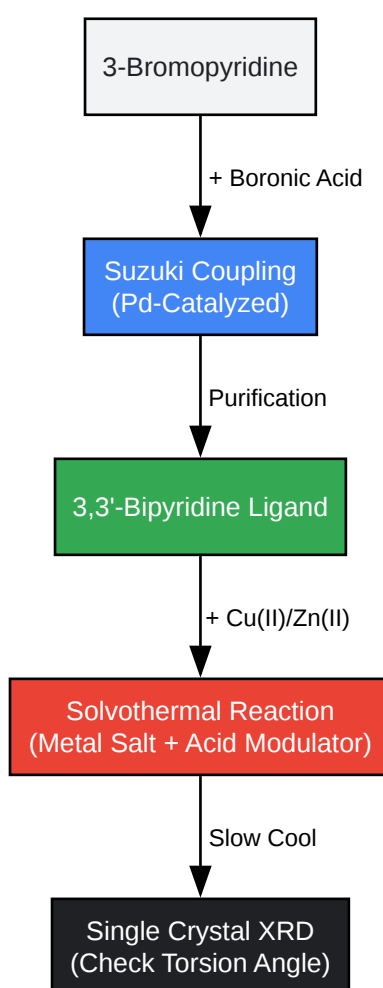 3-Bromopyridine
+ Boronic Acid
Suzuki Coupling
(Pd-Catalyzed)
Purification
3,3'-Bipyridine Ligand
+ Cu(II)/Zn(II)
Solvothermal Reaction
(Metal Salt + Acid Modulator)
Slow Cool
Single Crystal XRD
(Check Torsion Angle)